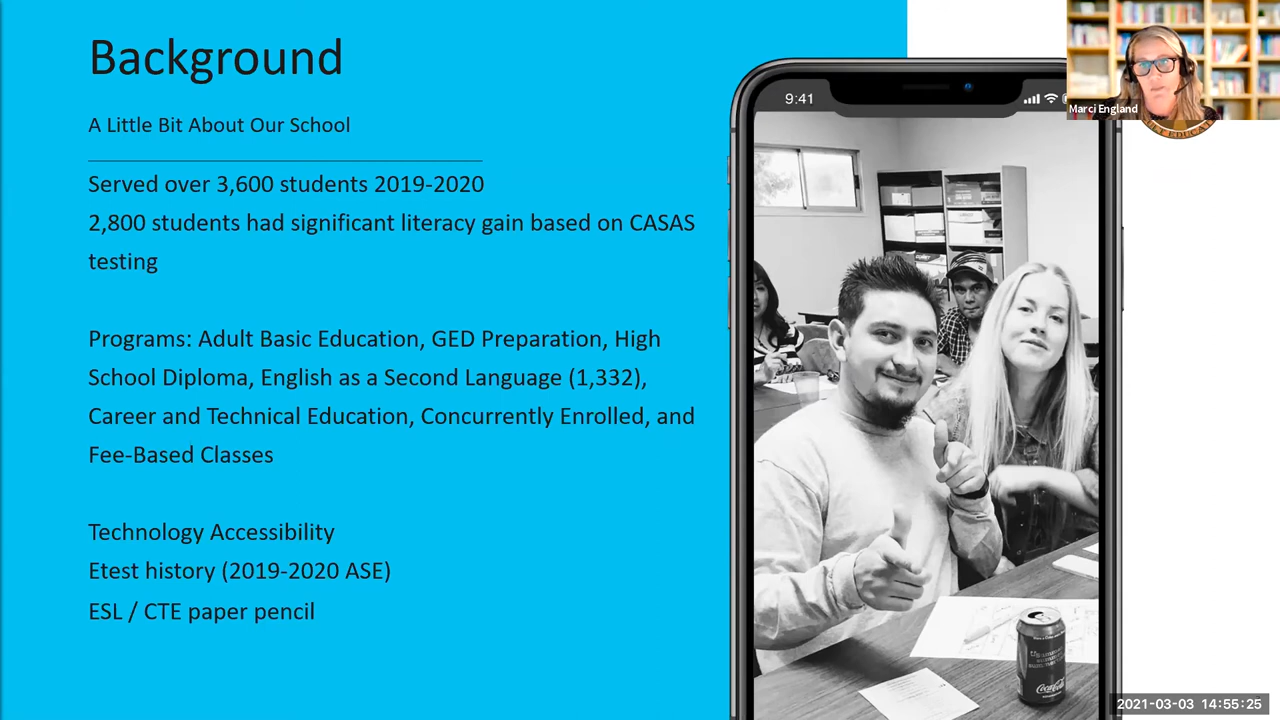 Background
A Little Bit About Our School
Served over 3,600 students 2019-2020
2,800 students had significant literacy gain based on CASAS
testing
Programs: Adult Basic Education, GED Preparation, High
School Diploma, English as a Second Language (1,332),
Career and Technical Education, Concurrently Enrolled, and
Fee-Based Classes
Technology Accessibility
Etest history (2019-2020 ASE)
ESL / CTE paper pencil
9:41
Marci England
Coca-Cola
2021-03-03 14:55:25